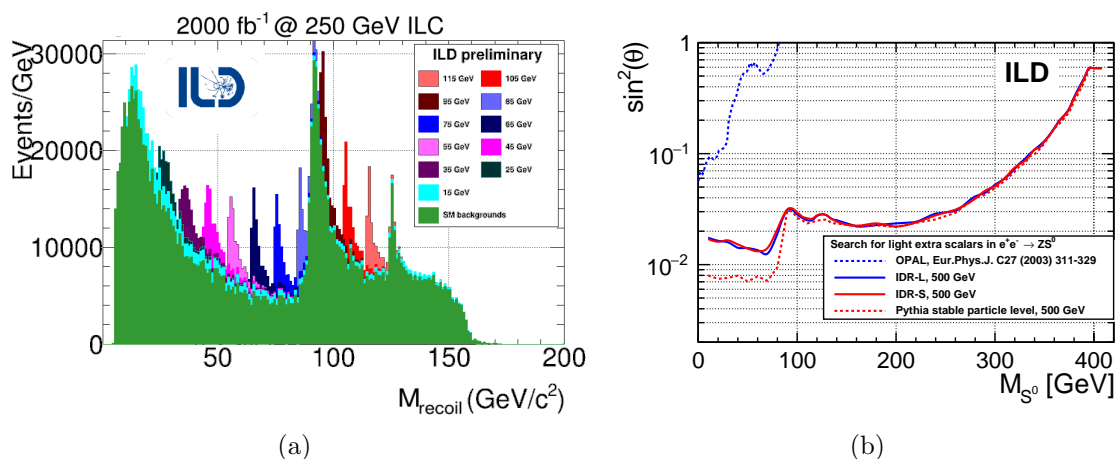 2000 fb⁻¹ @ 250 GeV ILC
Events/GeV
30000
20000
10000
0
50
100
150
200
M_recoil (GeV/c²)
ILD
ILD preliminary
115 GeV
105 GeV
95 GeV
85 GeV
75 GeV
65 GeV
55 GeV
45 GeV
35 GeV
25 GeV
15 GeV
SM backgrounds
(a)
sin²(θ)
1
10⁻¹
10⁻²
0
100
200
300
400
M_S⁰ [GeV]
ILD
Search for light extra scalars in e⁺e⁻ → ZS⁰
OPAL, Eur.Phys.J. C27 (2003) 311-329
IDR-L, 500 GeV
IDR-S, 500 GeV
Pythia stable particle level, 500 GeV
(b)